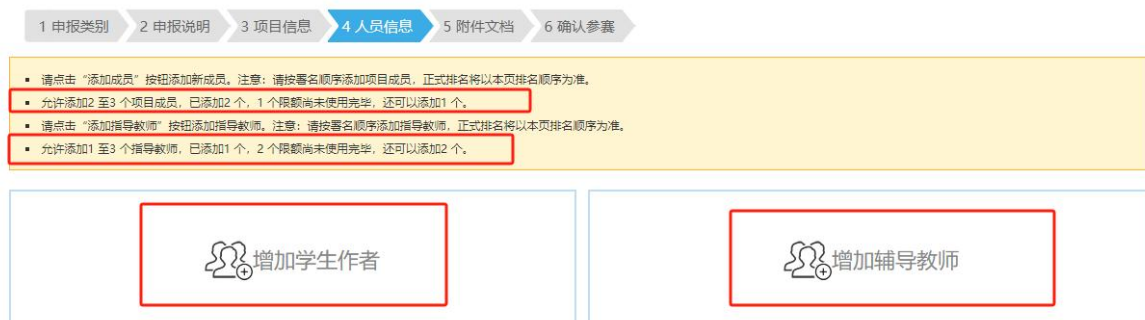 1 申报类别 2 申报说明 3 项目信息 4 人员信息 5 附件文档 6 确认参赛
▪ 请点击“添加成员”按钮添加新成员。注意：请按署名顺序添加项目成员，正式排名将以本页排名顺序为准。
▪ 允许添加2 至3 个项目成员，已添加2 个，1 个限额尚未使用完毕，还可以添加1 个。
▪ 请点击“添加指导教师”按钮添加指导教师。注意：请按署名顺序添加指导教师，正式排名将以本页排名顺序为准。
▪ 允许添加1 至3 个指导教师，已添加1 个，2 个限额尚未使用完毕，还可以添加2 个。
增加学生作者 增加辅导教师